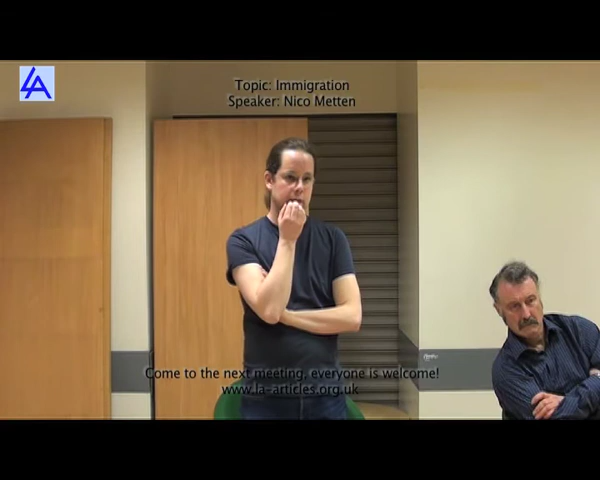 LA
Topic: Immigration
Speaker: Nico Metten
Come to the next meeting, everyone is welcome!
www.la-articles.org.uk